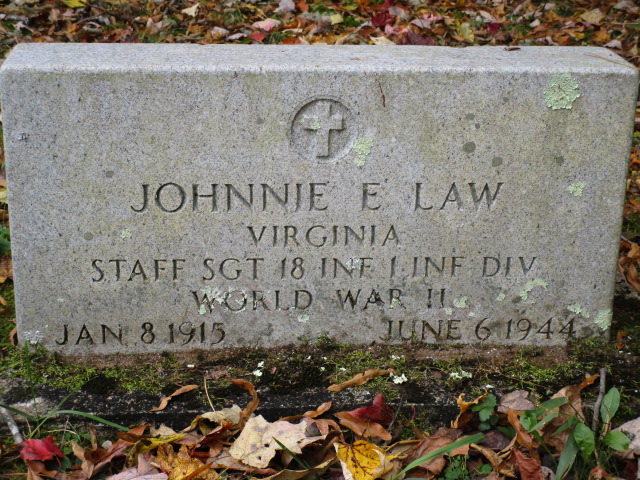 JOHNNIE E LAW
VIRGINIA
STAFF SGT 18 INF 1 INF DIV
WORLD WAR II
JAN 8 1915 JUNE 6 1944